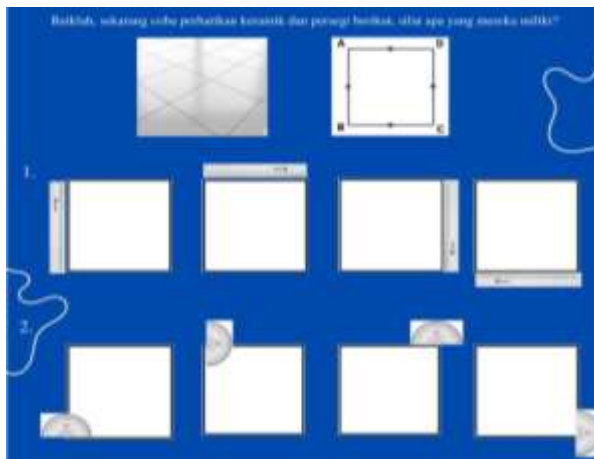 Baiklah, sekarang coba perhatikan keramik dan persegi berikut, sifat apa yang mereka miliki?
A D
B C
1.
2.